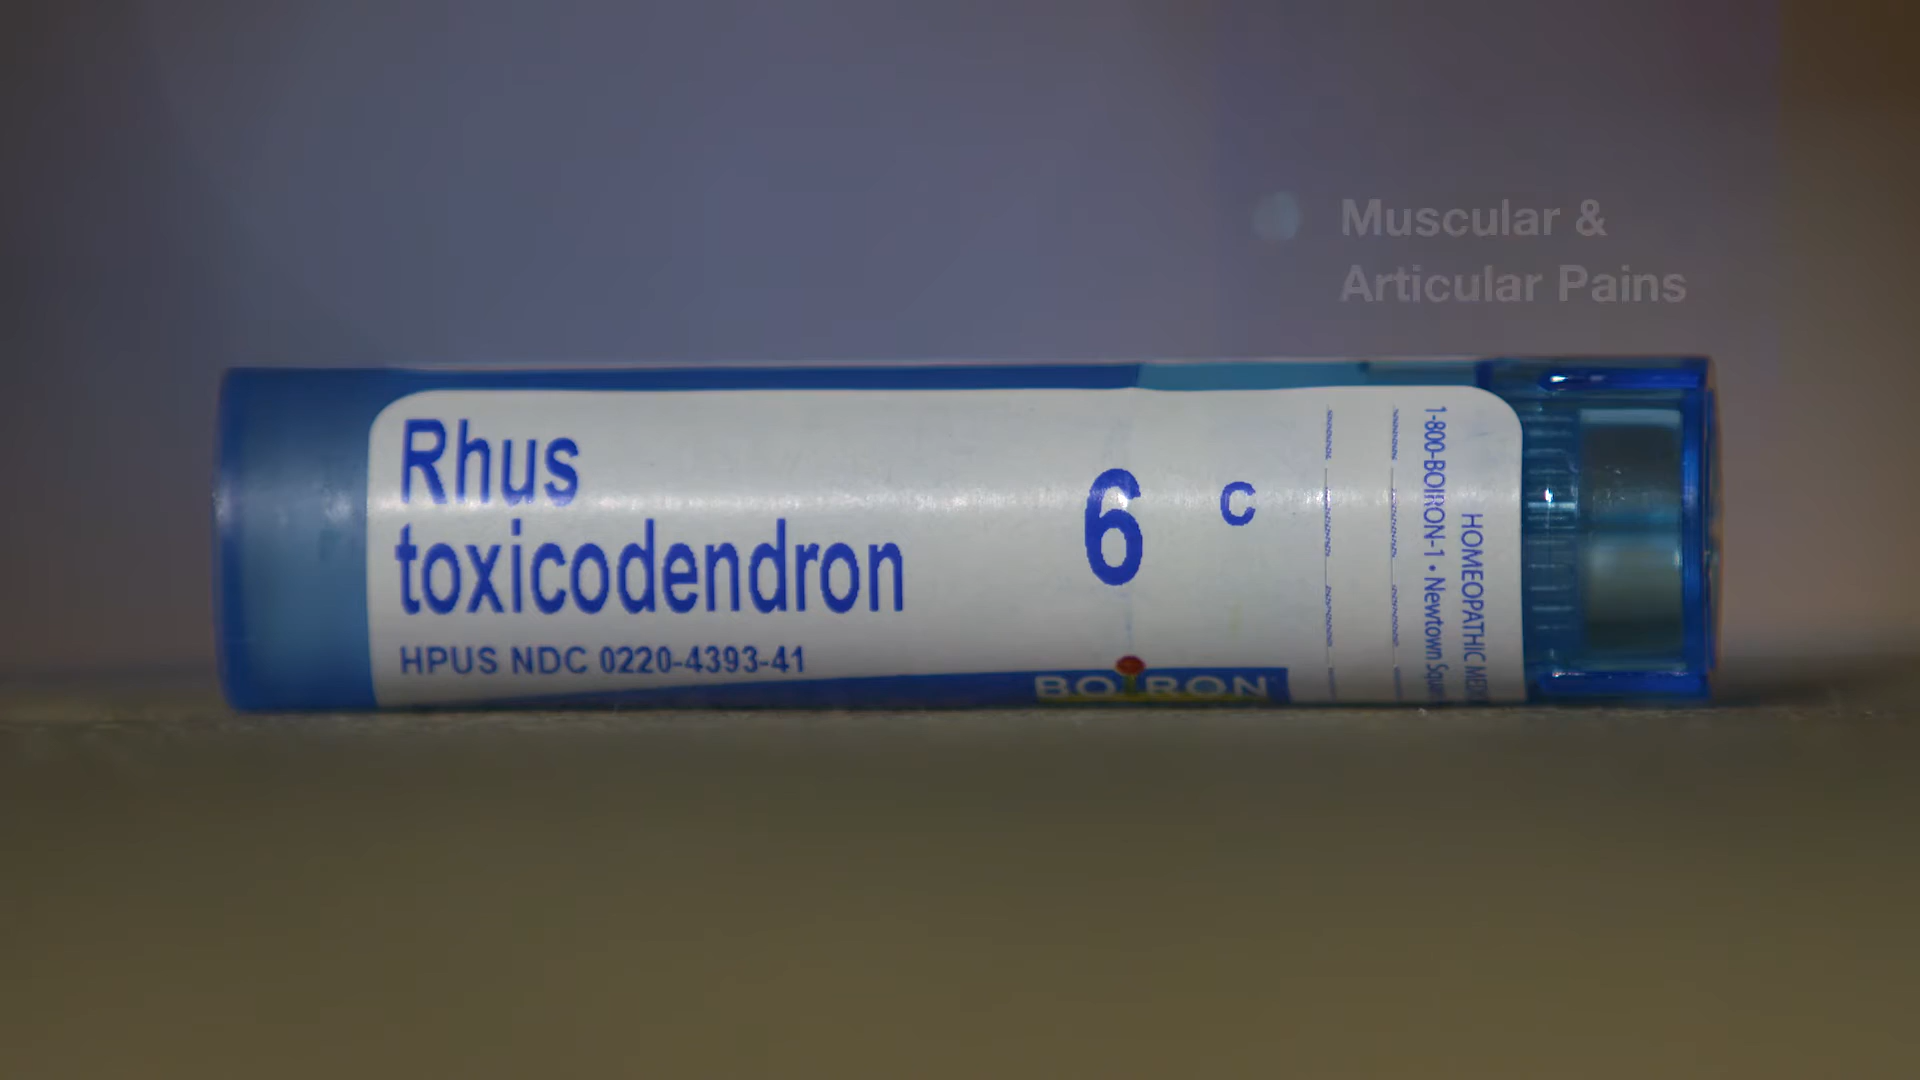 Muscular &
Articular Pains
Rhus
toxicodendron
6 C
HPUS NDC 0220-4393-41
BOIRON
1-800-BOIRON-1 • Newtown
HOMEOPATHIC